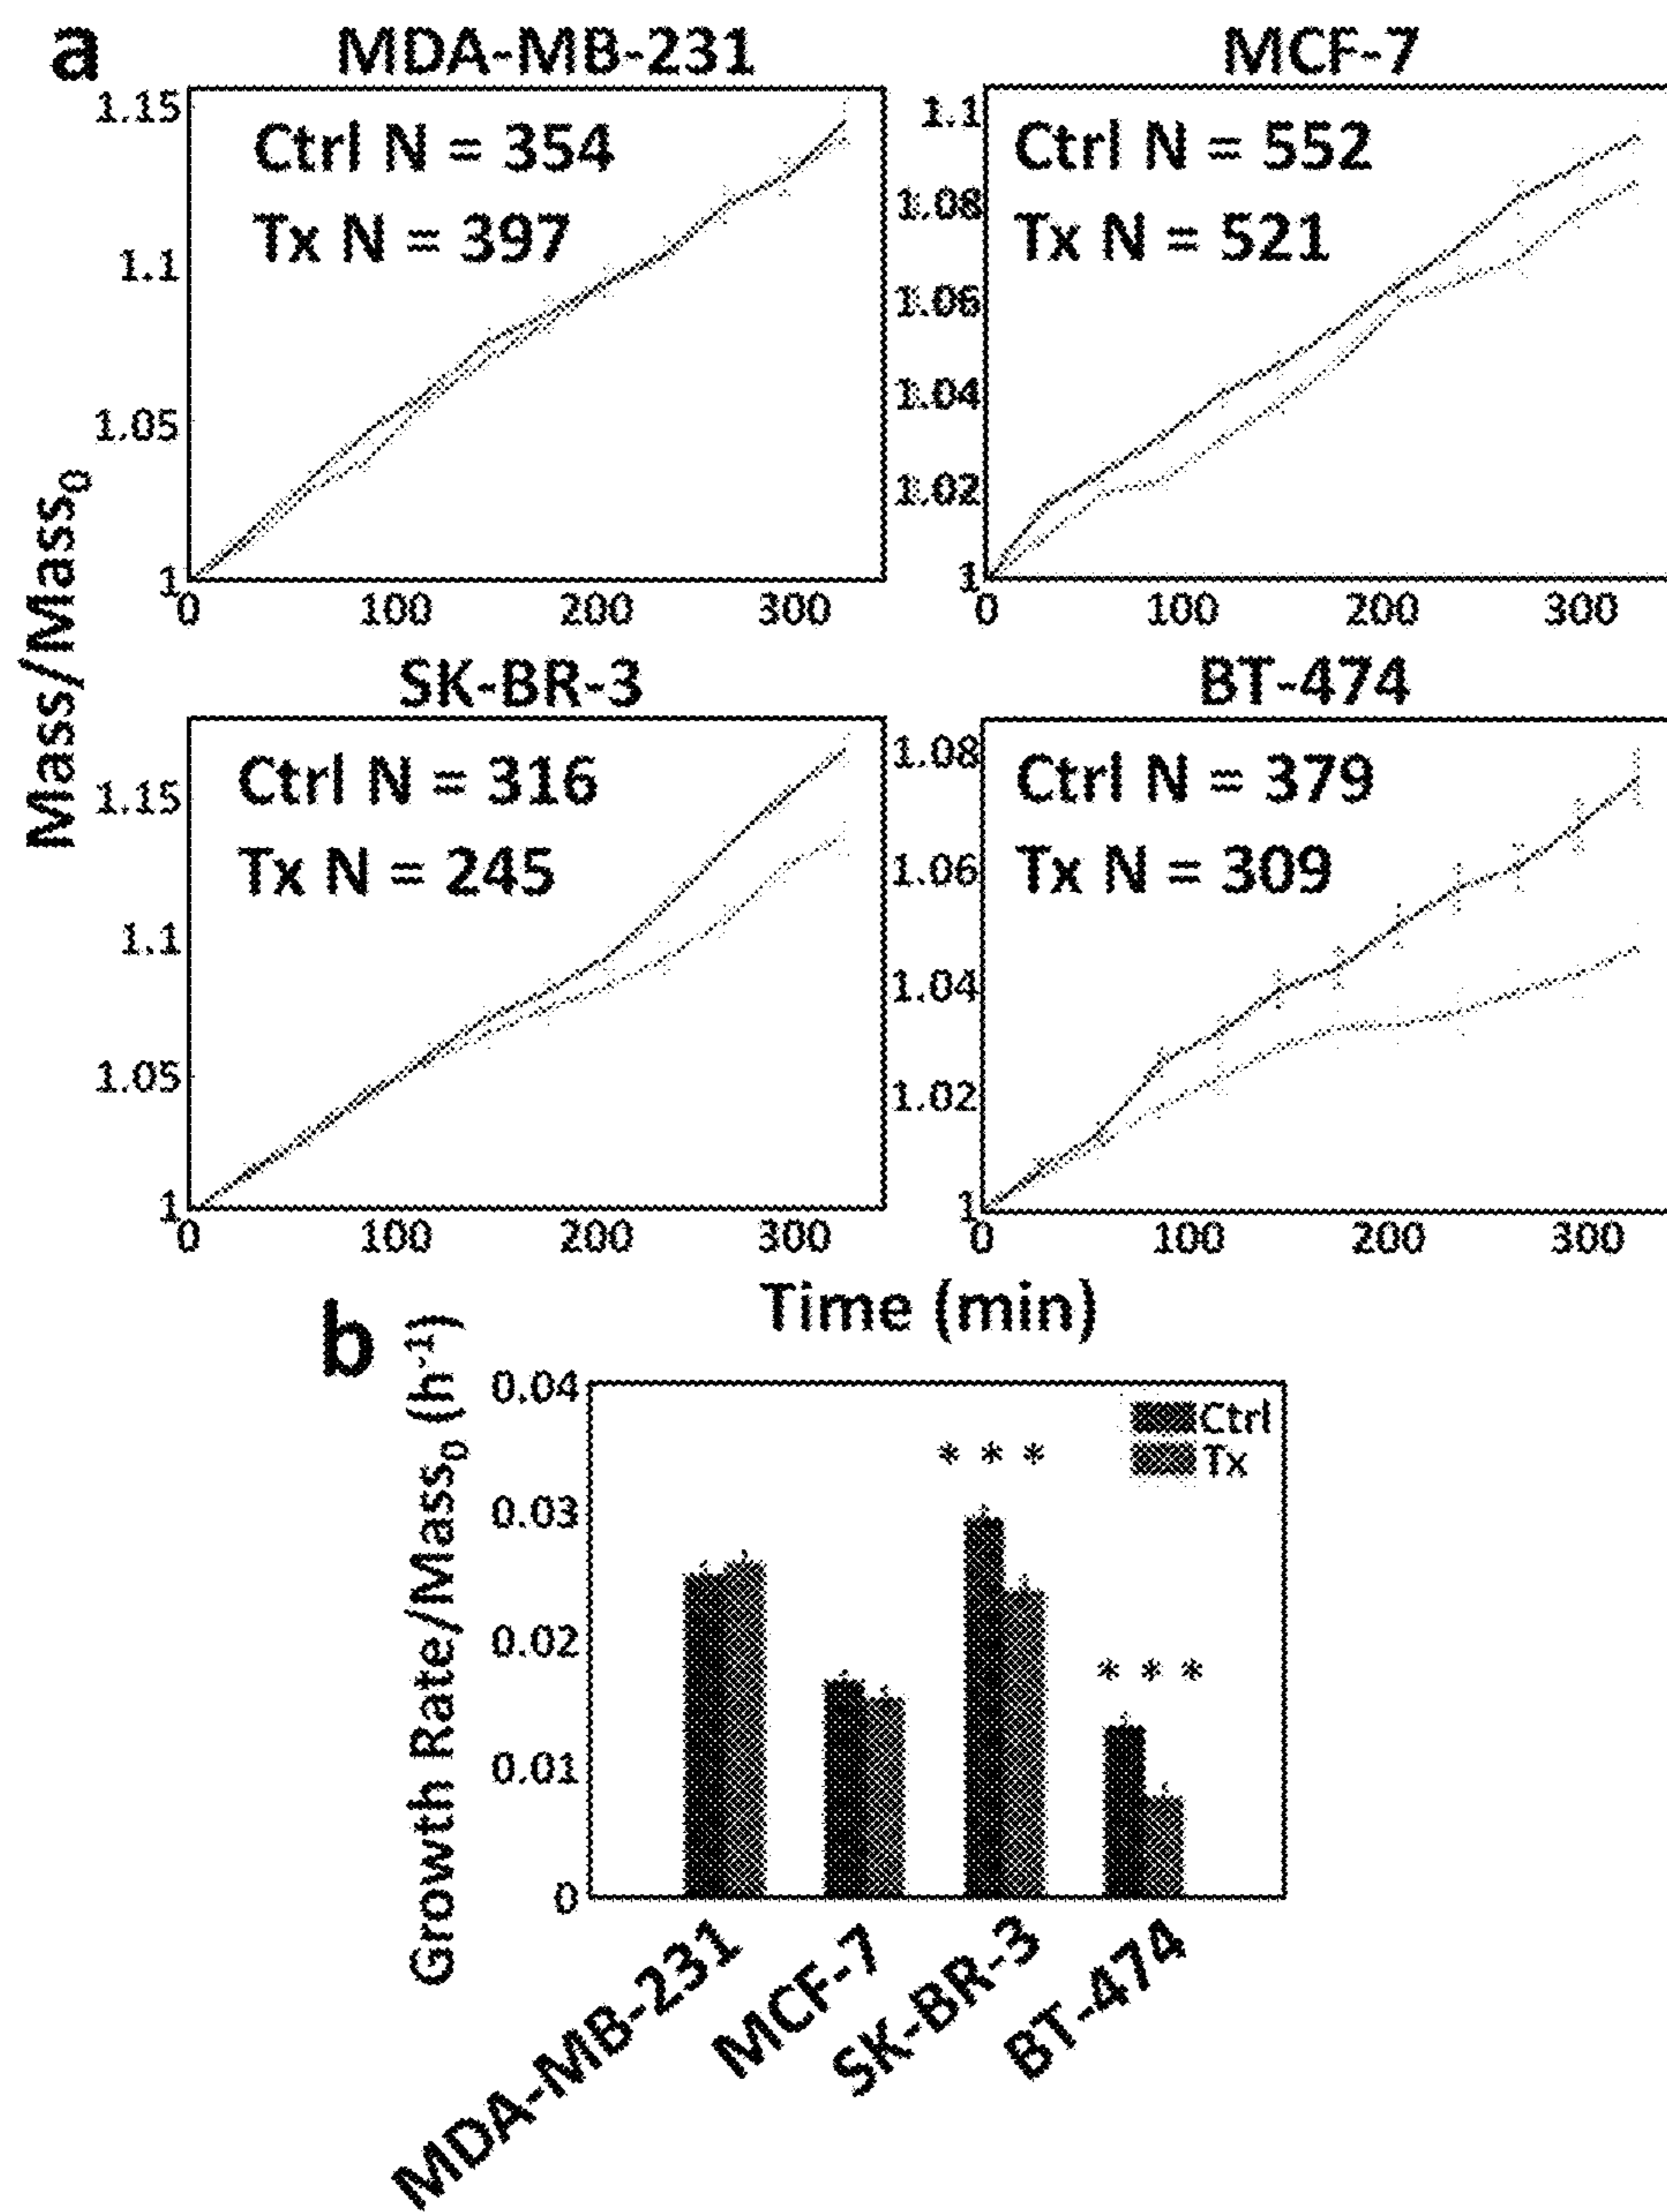 a
MDA-MB-231
MCF-7
Mass/Mass₀
1.15
1.1
1.05
1
Ctrl N = 354
Tx N = 397
0 100 200 300
1.1
1.08
1.06
1.04
1.02
1
Ctrl N = 552
Tx N = 521
0 100 200 300
SK-BR-3
BT-474
1.15
1.1
1.05
1
Ctrl N = 316
Tx N = 245
0 100 200 300
1.08
1.06
1.04
1.02
1
Ctrl N = 379
Tx N = 309
0 100 200 300
Time (min)
b
Growth Rate/Mass₀ (h⁻¹)
0.04
0.03
0.02
0.01
0
Ctrl
Tx
* * *
* * *
MDA-MB-231
MCF-7
SK-BR-3
BT-474